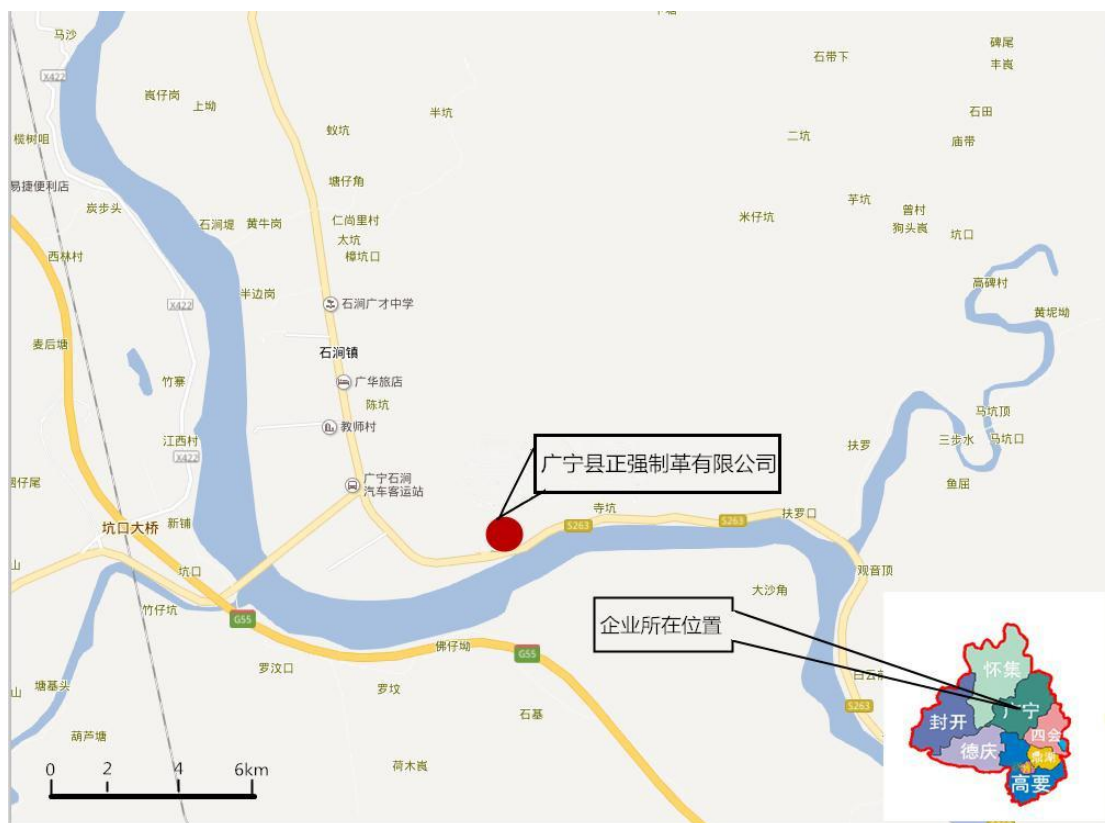 马沙
X422
崀仔岗
上坳
蚁坑
半坑
石带下
碑尾
丰崀
石田
二坑
庙带
榄树咀
易捷便利店
炭步头
塘仔角
石涧堤
黄牛岗
仁尚里村
太坑
樟坑口
米仔坑
芋坑
曾村
狗头崀
坑口
西林村
半边岗
X422
石涧广才中学
高碑村
黄坭坳
麦后塘
石涧镇
竹寨
广华旅店
陈坑
教师村
马坑顶
江西村
X422
扶罗
三步水
马坑口
广宁县正强制革有限公司
广宁石涧
汽车客运站
鱼屈
新铺
坑口大桥
寺坑
S263
S263
扶罗口
山
坑口
观音顶
竹仔坑
G55
大沙角
企业所在位置
佛仔坳
G55
罗汶口
塘基头
山
罗坟
石基
白云
S263
葫芦塘
荷木崀
怀集
广宁
封开
四会
德庆
高要
0 2 4 6km